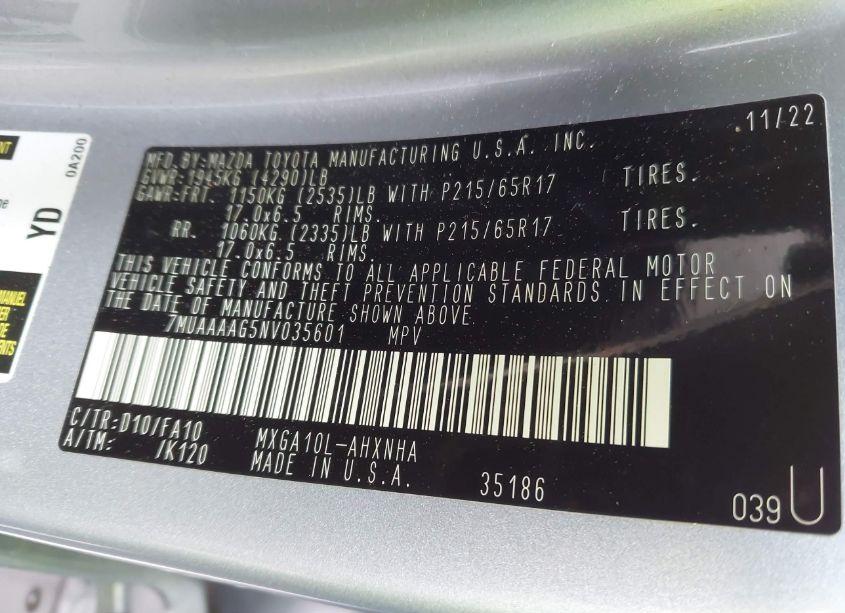 11/22
MFD. BY: MAZDA TOYOTA MANUFACTURING U.S.A. INC.
GVWR 1945KG (4290)LB
GAWR:FRT. 1150KG (2535)LB WITH P215/65R17 TIRES.
17.0x6.5 RIMS.
RR. 1060KG (2335)LB WITH P215/65R17 TIRES.
17.0x6.5 RIMS.
THIS VEHICLE CONFORMS TO ALL APPLICABLE FEDERAL MOTOR
VEHICLE SAFETY AND THEFT PREVENTION STANDARDS IN EFFECT ON
THE DATE OF MANUFACTURE SHOWN ABOVE.
7MUAAAAG5NV035601 MPV
C/TR:D10/FA10 MXGA10L-AHXNHA
A/TM: /K120 MADE IN U.S.A. 35186
039 U
0A200
YD
MANUEL